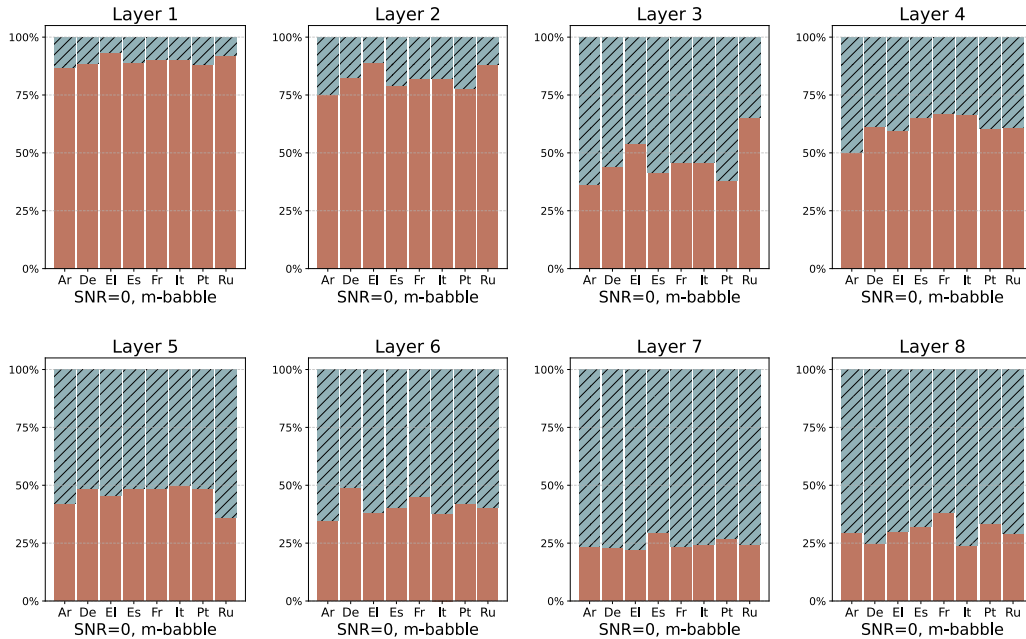 Layer 1
100%
75%
50%
25%
0%
Ar De El Es Fr It Pt Ru
SNR=0, m-babble
Layer 2
100%
75%
50%
25%
0%
Ar De El Es Fr It Pt Ru
SNR=0, m-babble
Layer 3
100%
75%
50%
25%
0%
Ar De El Es Fr It Pt Ru
SNR=0, m-babble
Layer 4
100%
75%
50%
25%
0%
Ar De El Es Fr It Pt Ru
SNR=0, m-babble
Layer 5
100%
75%
50%
25%
0%
Ar De El Es Fr It Pt Ru
SNR=0, m-babble
Layer 6
100%
75%
50%
25%
0%
Ar De El Es Fr It Pt Ru
SNR=0, m-babble
Layer 7
100%
75%
50%
25%
0%
Ar De El Es Fr It Pt Ru
SNR=0, m-babble
Layer 8
100%
75%
50%
25%
0%
Ar De El Es Fr It Pt Ru
SNR=0, m-babble